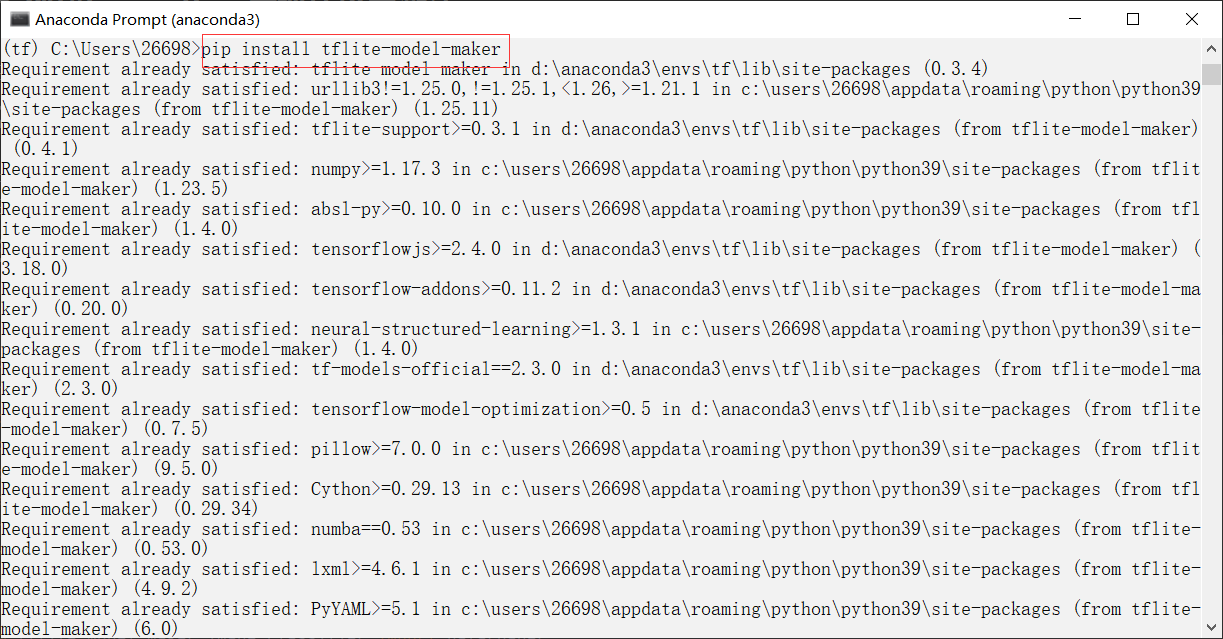 Anaconda Prompt (anaconda3)
(tf) C:\Users\26698>pip install tflite-model-maker
Requirement already satisfied: tflite model maker in d:\anaconda3\envs\tf\lib\site-packages (0.3.4)
Requirement already satisfied: urllib3!=1.25.0,!=1.25.1,<1.26,>=1.21.1 in c:\users\26698\appdata\roaming\python\python39
\site-packages (from tflite-model-maker) (1.25.11)
Requirement already satisfied: tflite-support>=0.3.1 in d:\anaconda3\envs\tf\lib\site-packages (from tflite-model-maker)
(0.4.1)
Requirement already satisfied: numpy>=1.17.3 in c:\users\26698\appdata\roaming\python\python39\site-packages (from tflit
e-model-maker) (1.23.5)
Requirement already satisfied: absl-py>=0.10.0 in c:\users\26698\appdata\roaming\python\python39\site-packages (from tfl
ite-model-maker) (1.4.0)
Requirement already satisfied: tensorflowjs>=2.4.0 in d:\anaconda3\envs\tf\lib\site-packages (from tflite-model-maker) (
3.18.0)
Requirement already satisfied: tensorflow-addons>=0.11.2 in d:\anaconda3\envs\tf\lib\site-packages (from tflite-model-ma
ker) (0.20.0)
Requirement already satisfied: neural-structured-learning>=1.3.1 in c:\users\26698\appdata\roaming\python\python39\site-
packages (from tflite-model-maker) (1.4.0)
Requirement already satisfied: tf-models-official==2.3.0 in d:\anaconda3\envs\tf\lib\site-packages (from tflite-model-ma
ker) (2.3.0)
Requirement already satisfied: tensorflow-model-optimization>=0.5 in d:\anaconda3\envs\tf\lib\site-packages (from tflite
-model-maker) (0.7.5)
Requirement already satisfied: pillow>=7.0.0 in c:\users\26698\appdata\roaming\python\python39\site-packages (from tflit
e-model-maker) (9.5.0)
Requirement already satisfied: Cython>=0.29.13 in c:\users\26698\appdata\roaming\python\python39\site-packages (from tfl
ite-model-maker) (0.29.34)
Requirement already satisfied: numba==0.53 in c:\users\26698\appdata\roaming\python\python39\site-packages (from tflite-
model-maker) (0.53.0)
Requirement already satisfied: lxml>=4.6.1 in c:\users\26698\appdata\roaming\python\python39\site-packages (from tflite-
model-maker) (4.9.2)
Requirement already satisfied: PyYAML>=5.1 in c:\users\26698\appdata\roaming\python\python39\site-packages (from tflite-
model-maker) (6.0)